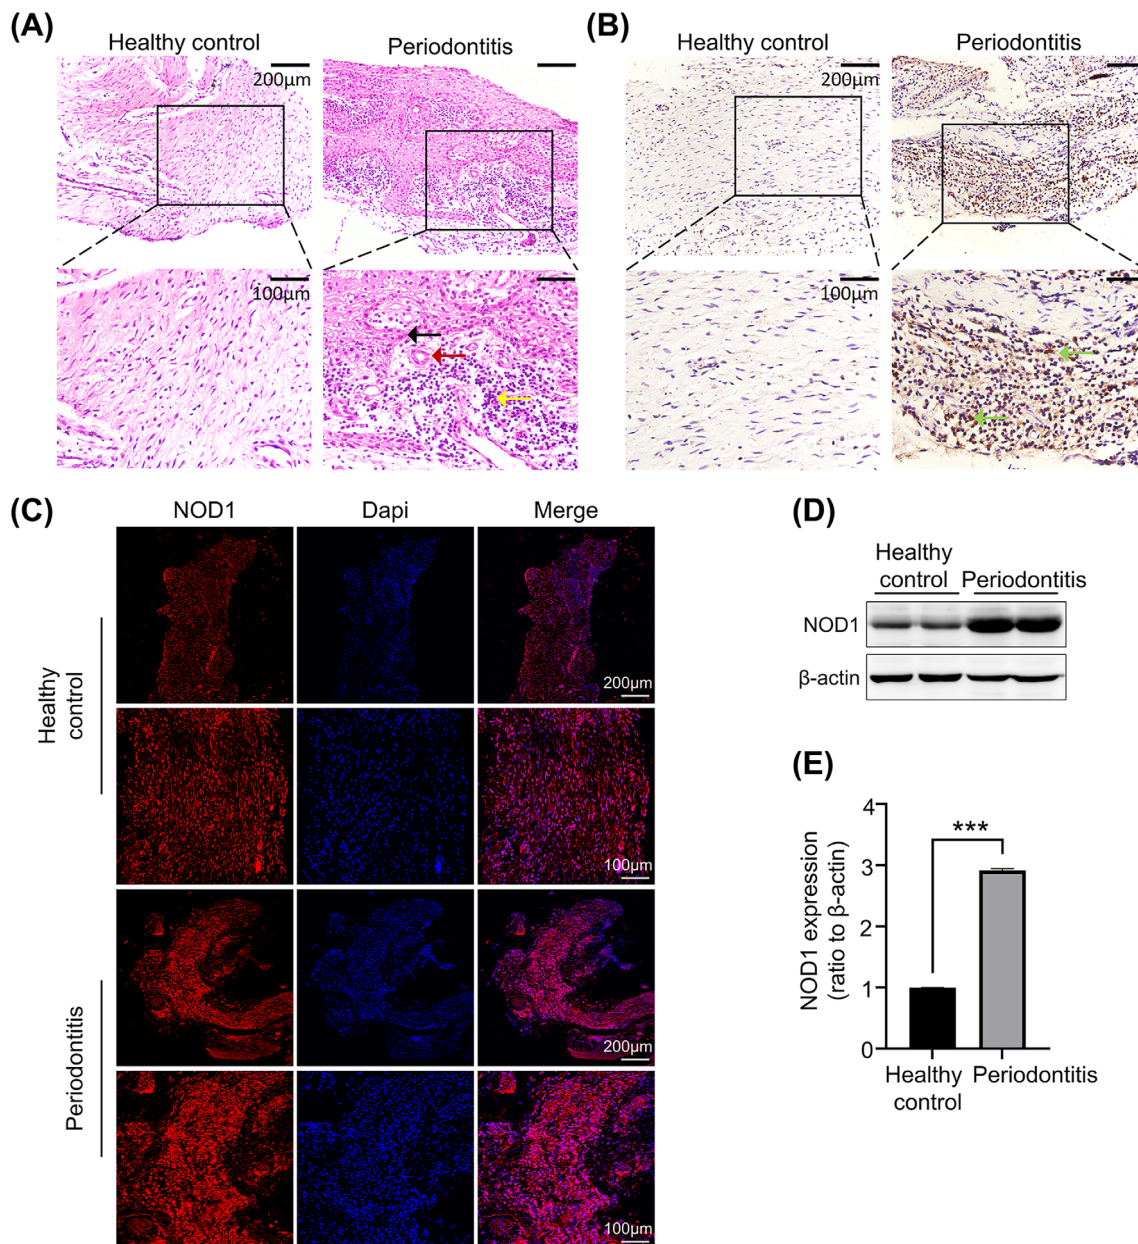 (A)
Healthy control
Periodontitis
200μm
100μm
(B)
Healthy control
Periodontitis
200μm
100μm
(C)
NOD1
Dapi
Merge
Healthy
control
200μm
100μm
Periodontitis
200μm
100μm
(D)
Healthy
control
Periodontitis
NOD1
β-actin
(E)
NOD1 expression
(ratio to β-actin)
4
3
2
1
0
***
Healthy
control
Periodontitis